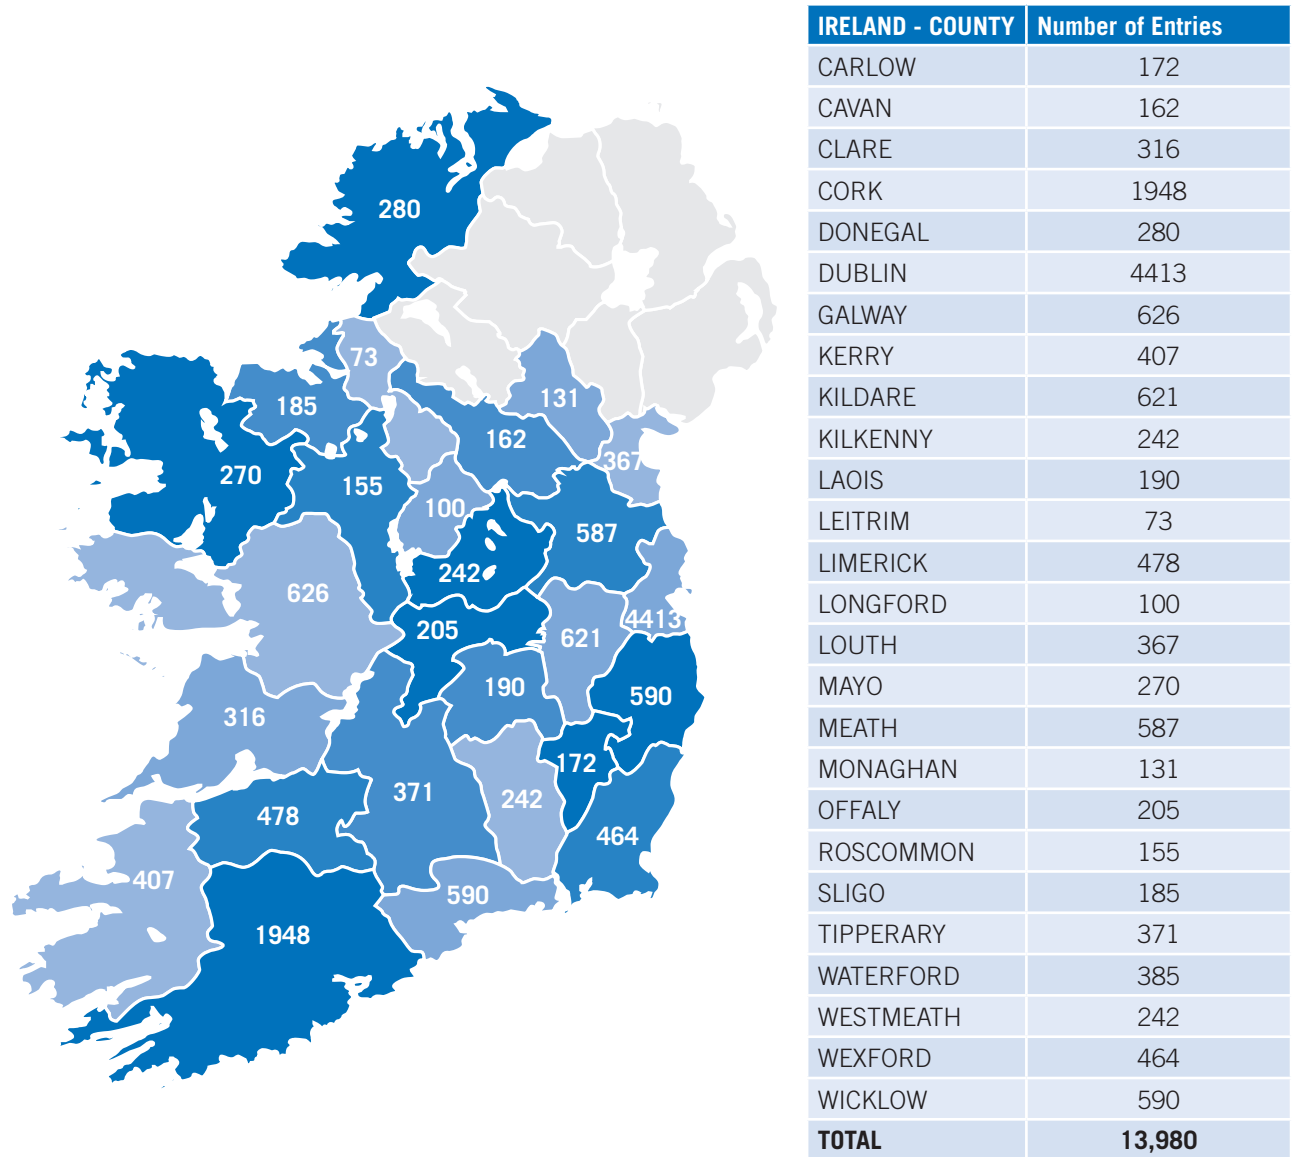 280
73
185
131
162
367
270
155
100
587
242
626
205
4413
621
190
590
316
172
371
242
478
464
407
590
1948
IRELAND - COUNTY Number of Entries
CARLOW 172
CAVAN 162
CLARE 316
CORK 1948
DONEGAL 280
DUBLIN 4413
GALWAY 626
KERRY 407
KILDARE 621
KILKENNY 242
LAOIS 190
LEITRIM 73
LIMERICK 478
LONGFORD 100
LOUTH 367
MAYO 270
MEATH 587
MONAGHAN 131
OFFALY 205
ROSCOMMON 155
SLIGO 185
TIPPERARY 371
WATERFORD 385
WESTMEATH 242
WEXFORD 464
WICKLOW 590
TOTAL 13,980